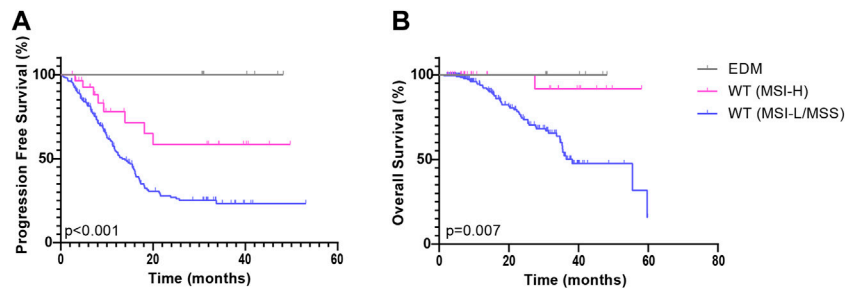 A
B
Progression Free Survival (%)
100
50
0
p<0.001
0
20
40
60
Time (months)
Overall Survival (%)
100
50
0
p=0.007
0
20
40
60
80
Time (months)
EDM
WT (MSI-H)
WT (MSI-L/MSS)